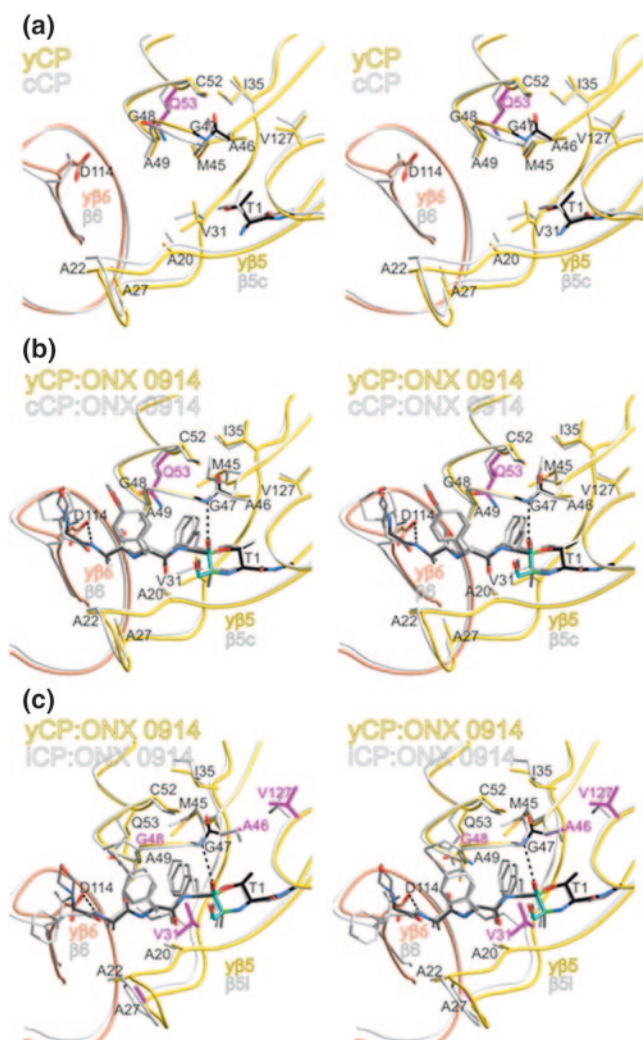 (a)
yCP
cCP
C52
I35
Q53
G48
G47
V127
A49
A46
M45
D114
yβ6
β6
T1
V31
A20
A22
A27
yβ5
β5c
C52
I35
Q53
G48
G47
V127
A49
A46
M45
D114
yβ6
β6
T1
V31
A20
A22
A27
yβ5
β5c
(b)
yCP:ONX 0914
cCP:ONX 0914
I35
C52
Q53
M45
G48
V127
G47
A46
A49
D114
T1
yβ6
β6
V31
A20
A22
A27
yβ5
β5c
yCP:ONX 0914
cCP:ONX 0914
I35
C52
Q53
M45
G48
V127
G47
A46
A49
D114
T1
yβ6
β6
V31
A20
A22
A27
yβ5
β5c
(c)
yCP:ONX 0914
iCP:ONX 0914
I35
V127
C52
M45
Q53
A46
G48
G47
A49
D114
T1
yβ6
β6
V31
A20
A22
A27
yβ5
β5i
yCP:ONX 0914
iCP:ONX 0914
I35
V127
C52
M45
Q53
A46
G48
G47
A49
D114
T1
yβ6
β6
V31
A20
A22
A27
yβ5
β5i